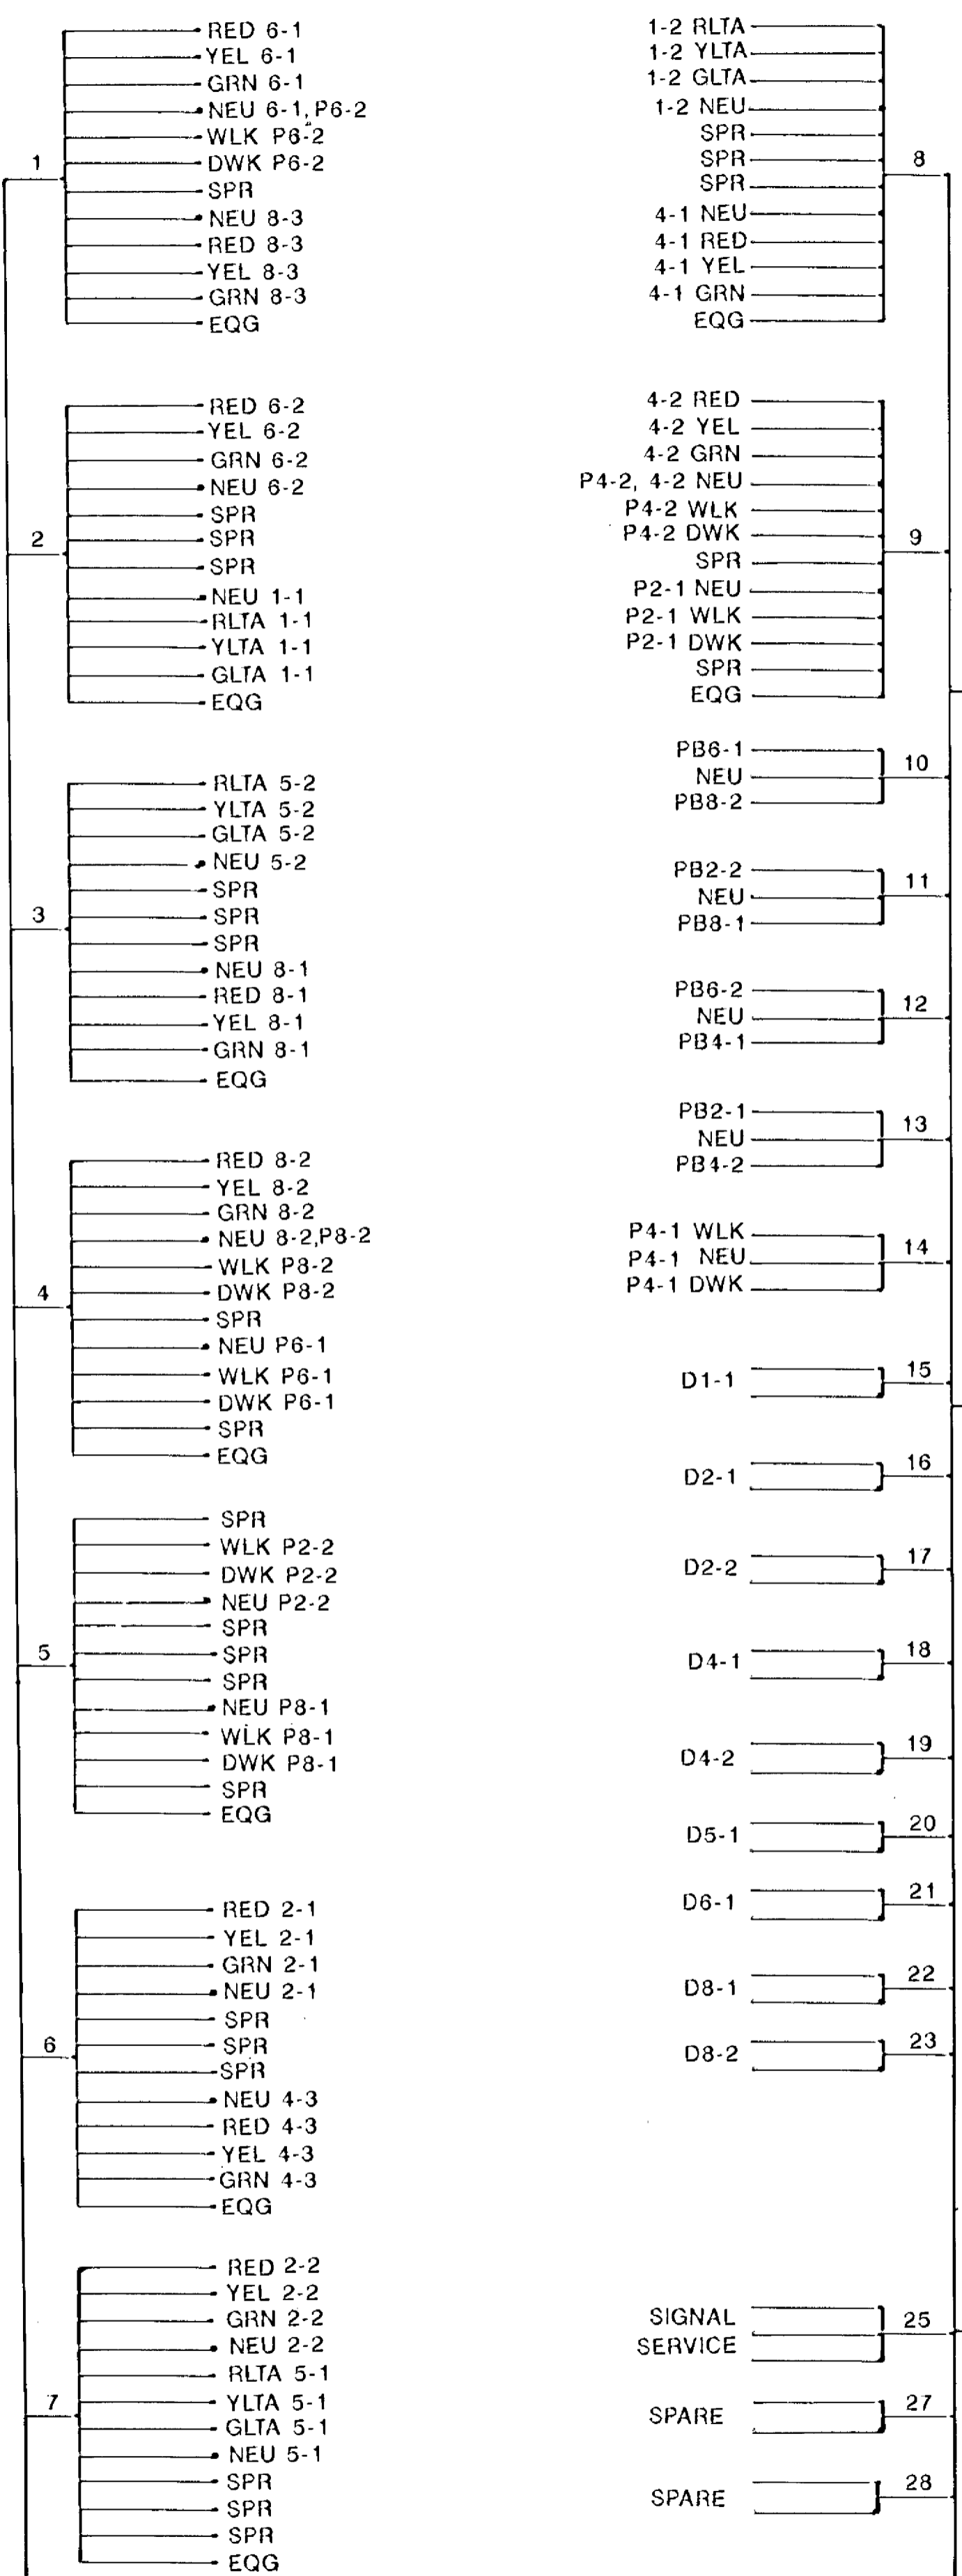 1
RED 6-1
YEL 6-1
GRN 6-1
NEU 6-1, P6-2
WLK P6-2
DWK P6-2
SPR
NEU 8-3
RED 8-3
YEL 8-3
GRN 8-3
EQG
2
RED 6-2
YEL 6-2
GRN 6-2
NEU 6-2
SPR
SPR
SPR
NEU 1-1
RLTA 1-1
YLTA 1-1
GLTA 1-1
EQG
3
RLTA 5-2
YLTA 5-2
GLTA 5-2
NEU 5-2
SPR
SPR
SPR
NEU 8-1
RED 8-1
YEL 8-1
GRN 8-1
EQG
4
RED 8-2
YEL 8-2
GRN 8-2
NEU 8-2,P8-2
WLK P8-2
DWK P8-2
SPR
NEU P6-1
WLK P6-1
DWK P6-1
SPR
EQG
5
SPR
WLK P2-2
DWK P2-2
NEU P2-2
SPR
SPR
SPR
NEU P8-1
WLK P8-1
DWK P8-1
SPR
EQG
6
RED 2-1
YEL 2-1
GRN 2-1
NEU 2-1
SPR
SPR
SPR
NEU 4-3
RED 4-3
YEL 4-3
GRN 4-3
EQG
7
RED 2-2
YEL 2-2
GRN 2-2
NEU 2-2
RLTA 5-1
YLTA 5-1
GLTA 5-1
NEU 5-1
SPR
SPR
SPR
EQG
1-2 RLTA
1-2 YLTA
1-2 GLTA
1-2 NEU
SPR
SPR
SPR
4-1 NEU
4-1 RED
4-1 YEL
4-1 GRN
EQG
8
4-2 RED
4-2 YEL
4-2 GRN
P4-2, 4-2 NEU
P4-2 WLK
P4-2 DWK
SPR
P2-1 NEU
P2-1 WLK
P2-1 DWK
SPR
EQG
9
PB6-1
NEU
PB8-2
10
PB2-2
NEU
PB8-1
11
PB6-2
NEU
PB4-1
12
PB2-1
NEU
PB4-2
13
P4-1 WLK
P4-1 NEU
P4-1 DWK
14
D1-1 15
D2-1 16
D2-2 17
D4-1 18
D4-2 19
D5-1 20
D6-1 21
D8-1 22
D8-2 23
SIGNAL
SERVICE
25
SPARE 27
SPARE 28